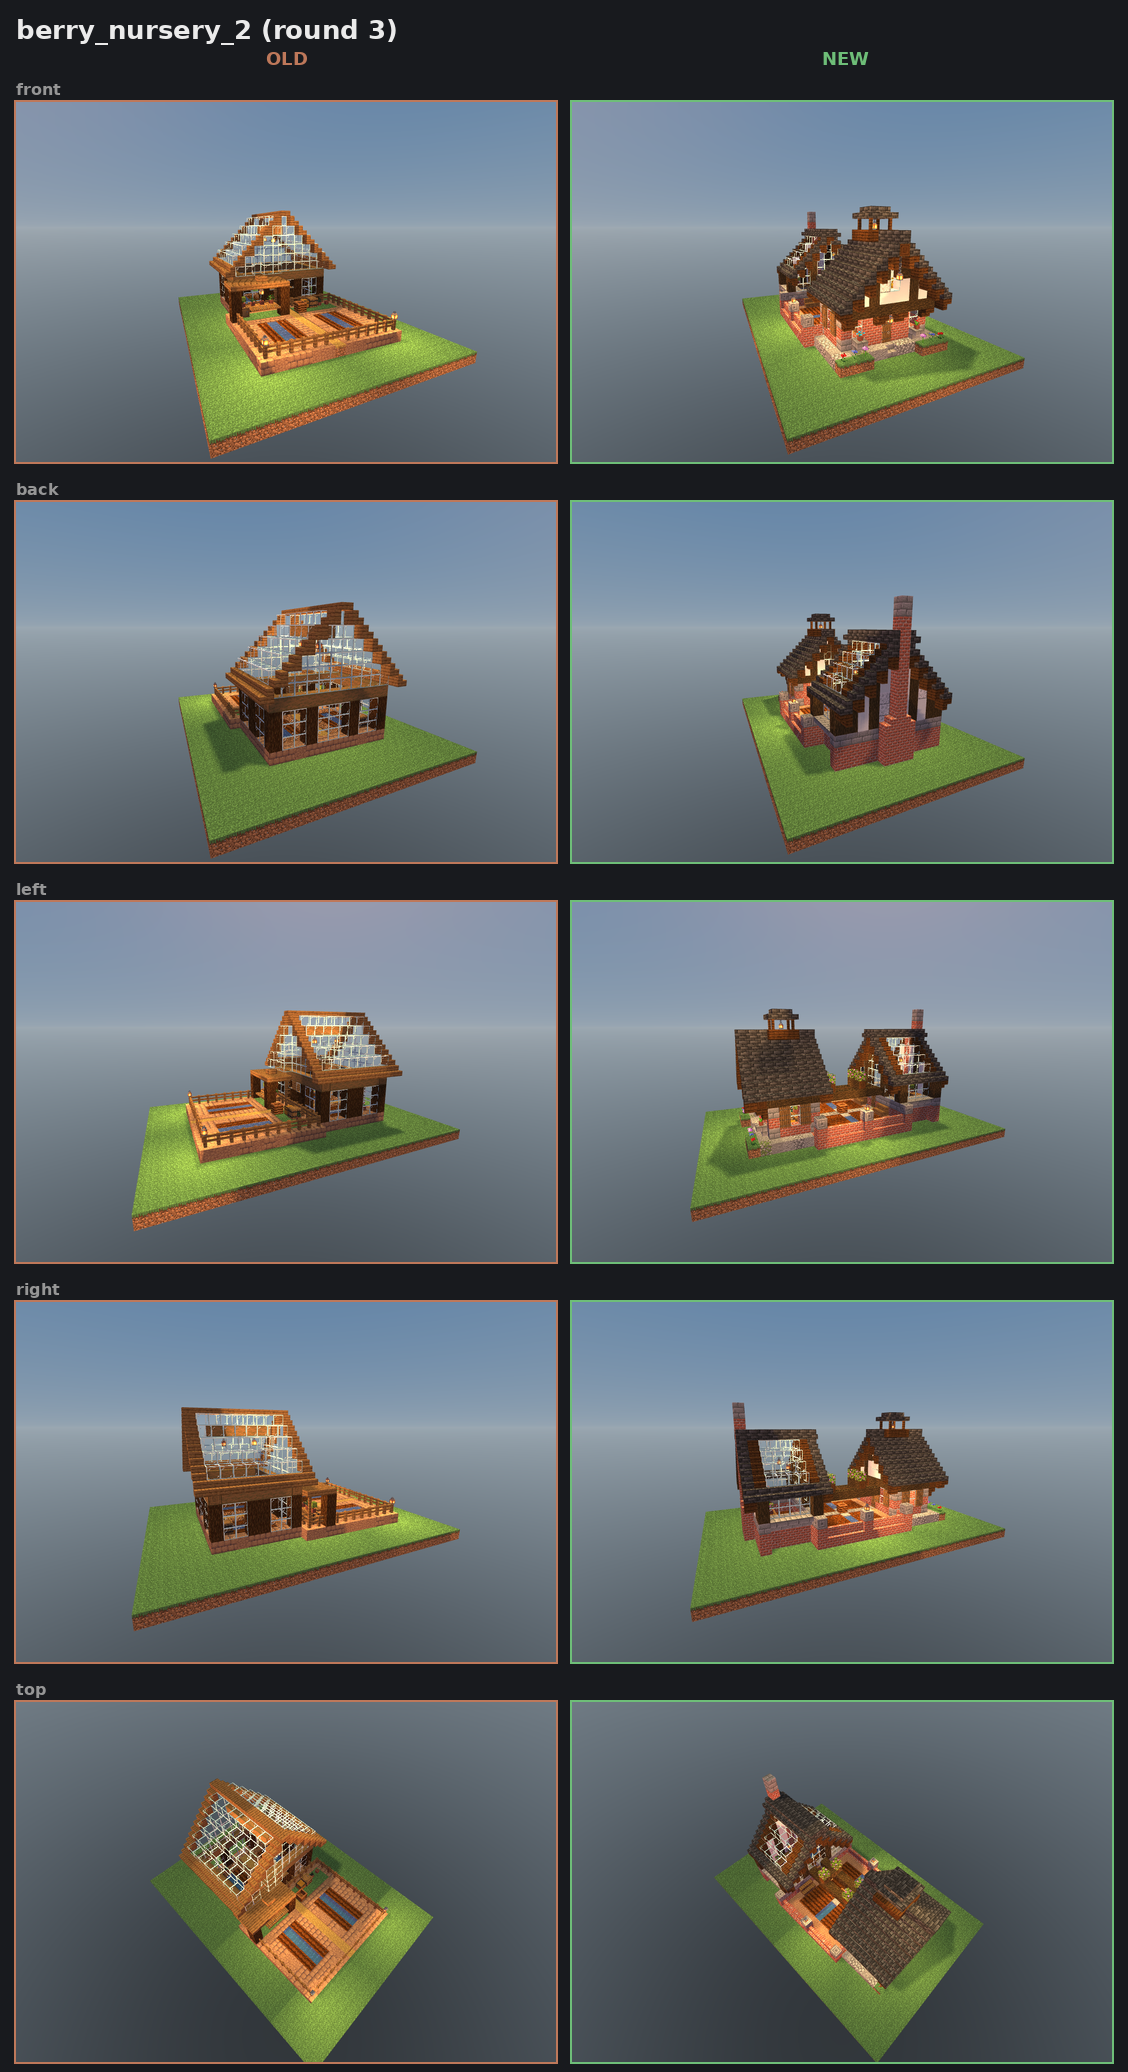 berry_nursery_2 (round 3)
OLD
NEW
front
back
left
right
top